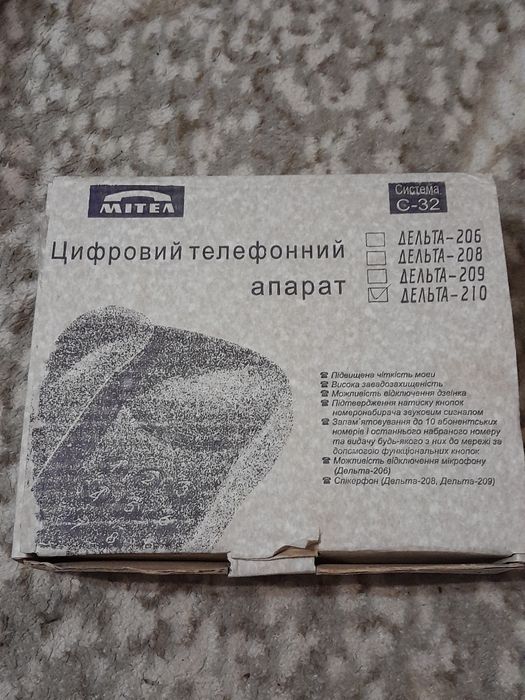 МІТЕЛ
Система
С-32
Цифровий телефонний
апарат
ДЕЛЬТА-206
ДЕЛЬТА-208
ДЕЛЬТА-209
ДЕЛЬТА-210
Підвищена чіткість мови
Висока завадозахищеність
Можливість відключення дзвінка
Підтвердження натиску кнопок
номеронабирача звуковим сигналом
Запам'ятовування до 10 абонентських
номерів і останнього набраного номеру
та видачу будь-якого з них до мережі за
допомогою функціональних кнопок
Можливість відключення мікрофону
(Дельта-206)
Спікерфон (Дельта-208, Дельта-209)